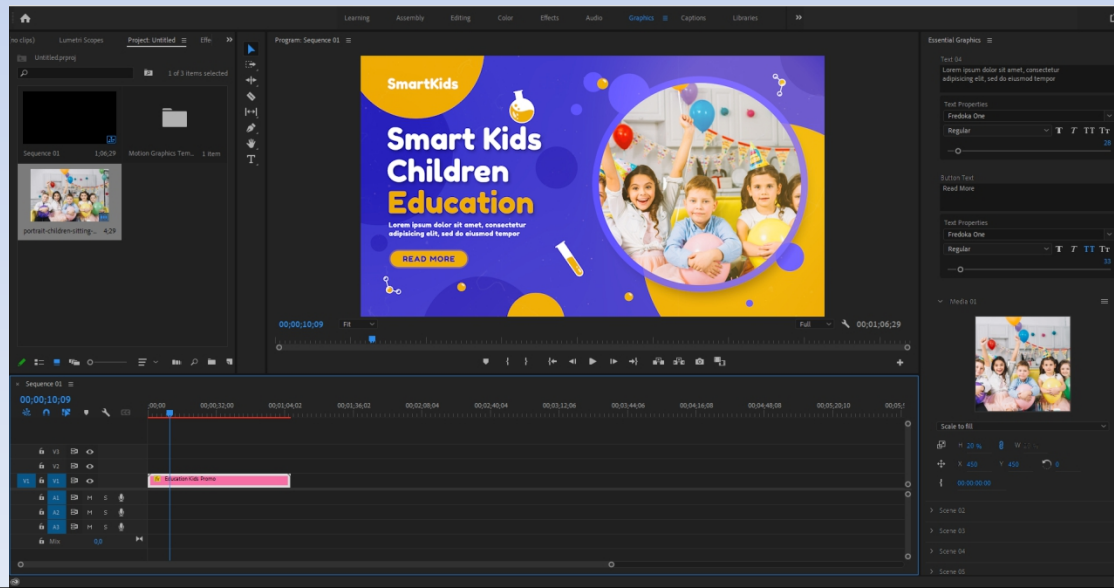 Learning Assembly Editing Color Effects Audio Graphics Captions Libraries
no clips) Lumetri Scopes Project: Untitled Effe
Untitled.prproj
1 of 3 items selected
Sequence 01 1;06;29
Motion Graphics Tem... 1 item
portrait-children-sitting-... 4;29
Program: Sequence 01
SmartKids
Smart Kids
Children
Education
Lorem ipsum dolor sit amet, consectetur
adipisicing elit, sed do eiusmod tempor
READ MORE
00;00;10;09 Fit Full 00;01;06;29
Essential Graphics
Text 04
Lorem ipsum dolor sit amet, consectetur
adipisicing elit, sed do eiusmod tempor
Text Properties
Fredoka One
Regular T T TT Tт
28
Button Text
Read More
Text Properties
Fredoka One
Regular T T TT Tт
33
Media 01
Scale to fill
H 20 % W
X 450 Y 450 0
00:00:00:00
Scene 02
Scene 03
Scene 04
Scene 05
Sequence 01
00;00;10;09
;00;00 00;00;32;00 00;01;04;02 00;01;36;02 00;02;08;04 00;02;40;04 00;03;12;06 00;03;44;06 00;04;16;08 00;04;48;08 00;05;20;10
V3
V2
V1 V1 fx Education Kids Promo
A1 M S
A2 M S
A3 M S
Mix 0,0